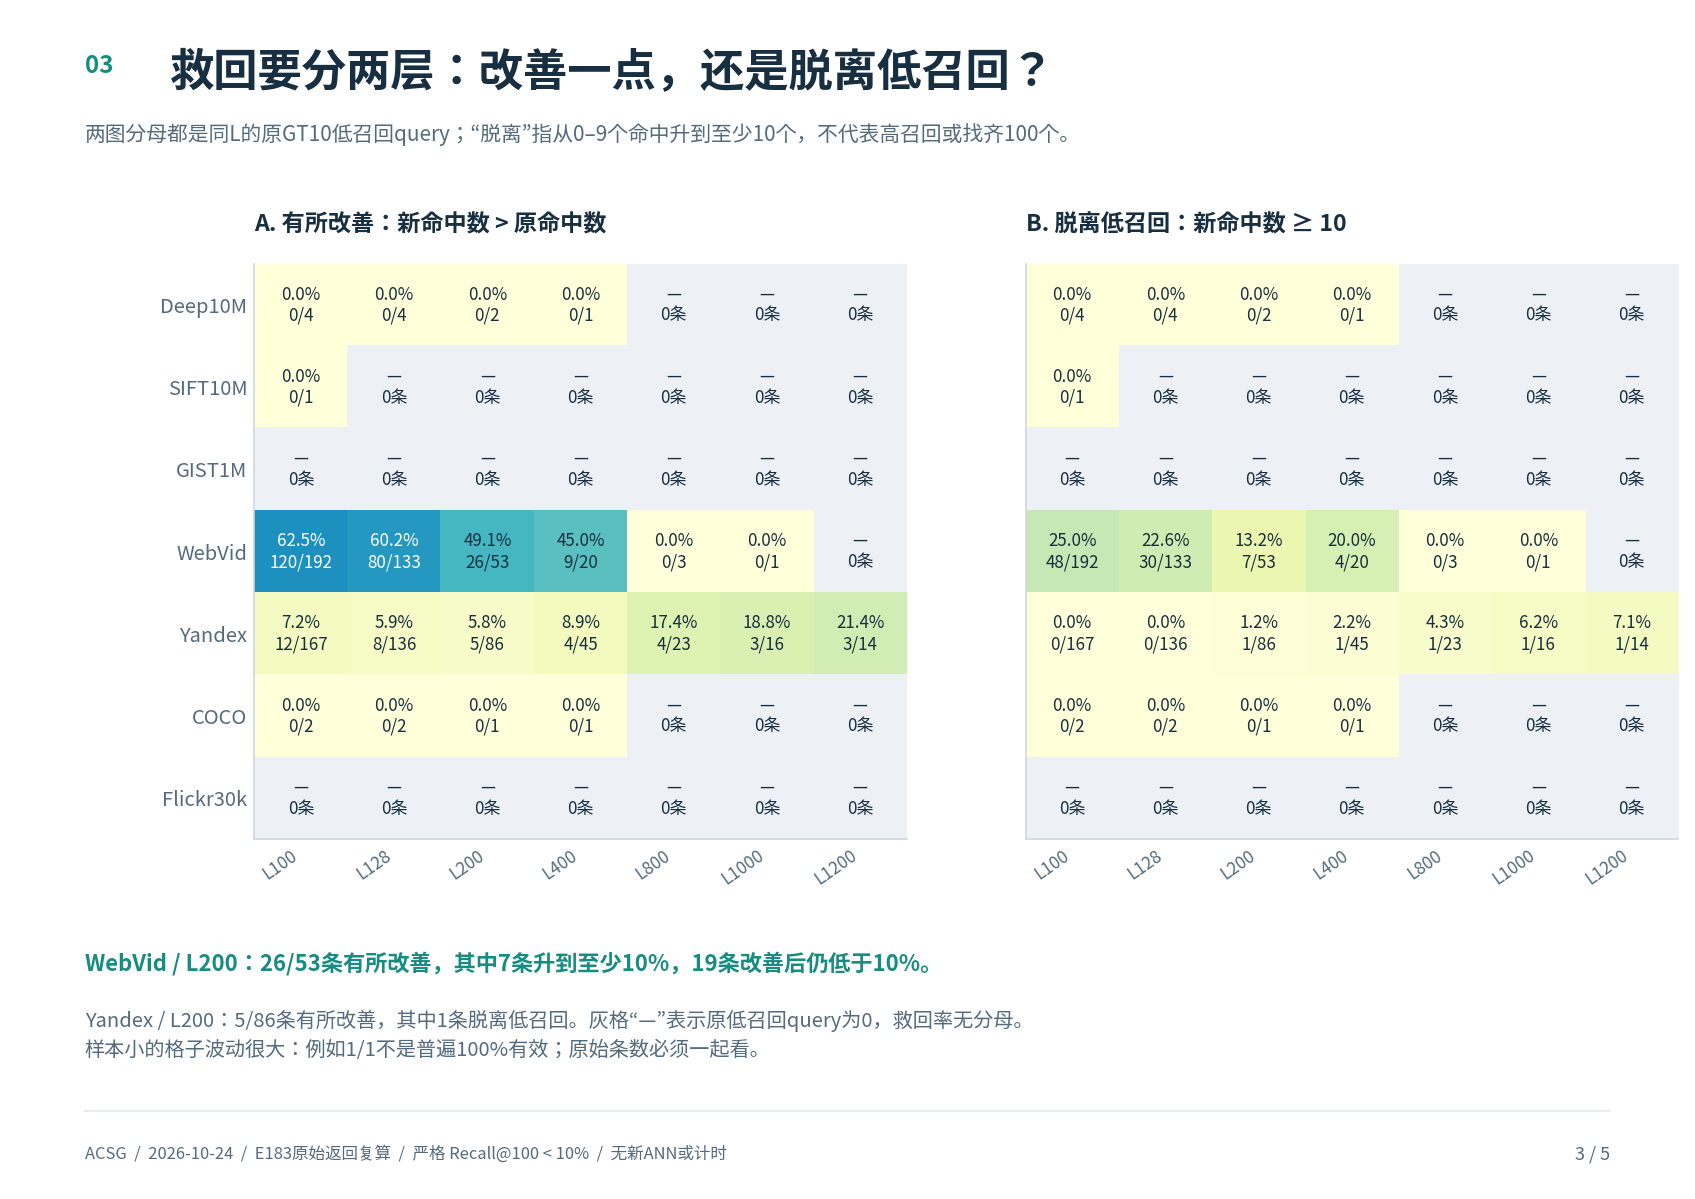 03 救回要分两层：改善一点，还是脱离低召回？
两图分母都是同L的原GT10低召回query；“脱离”指从0–9个命中升到至少10个，不代表高召回或找齐100个。
A. 有所改善：新命中数 > 原命中数
Deep10M 0.0% 0.0% 0.0% 0.0% — — —
0/4 0/4 0/2 0/1 0条 0条 0条
SIFT10M 0.0% — — — — — —
0/1 0条 0条 0条 0条 0条 0条
GIST1M — — — — — — —
0条 0条 0条 0条 0条 0条 0条
WebVid 62.5% 60.2% 49.1% 45.0% 0.0% 0.0% —
120/192 80/133 26/53 9/20 0/3 0/1 0条
Yandex 7.2% 5.9% 5.8% 8.9% 17.4% 18.8% 21.4%
12/167 8/136 5/86 4/45 4/23 3/16 3/14
COCO 0.0% 0.0% 0.0% 0.0% — — —
0/2 0/2 0/1 0/1 0条 0条 0条
Flickr30k — — — — — — —
0条 0条 0条 0条 0条 0条 0条
L100 L128 L200 L400 L800 L1000 L1200
B. 脱离低召回：新命中数 ≥ 10
0.0% 0.0% 0.0% 0.0% — — —
0/4 0/4 0/2 0/1 0条 0条 0条
0.0% — — — — — —
0/1 0条 0条 0条 0条 0条 0条
— — — — — — —
0条 0条 0条 0条 0条 0条 0条
25.0% 22.6% 13.2% 20.0% 0.0% 0.0% —
48/192 30/133 7/53 4/20 0/3 0/1 0条
0.0% 0.0% 1.2% 2.2% 4.3% 6.2% 7.1%
0/167 0/136 1/86 1/45 1/23 1/16 1/14
0.0% 0.0% 0.0% 0.0% — — —
0/2 0/2 0/1 0/1 0条 0条 0条
— — — — — — —
0条 0条 0条 0条 0条 0条 0条
L100 L128 L200 L400 L800 L1000 L1200
WebVid / L200：26/53条有所改善，其中7条升到至少10%，19条改善后仍低于10%。
Yandex / L200：5/86条有所改善，其中1条脱离低召回。灰格“—”表示原低召回query为0，救回率无分母。
样本小的格子波动很大：例如1/1不是普遍100%有效；原始条数必须一起看。
ACSG / 2026-10-24 / E183原始返回复算 / 严格 Recall@100 < 10% / 无新ANN或计时
3 / 5